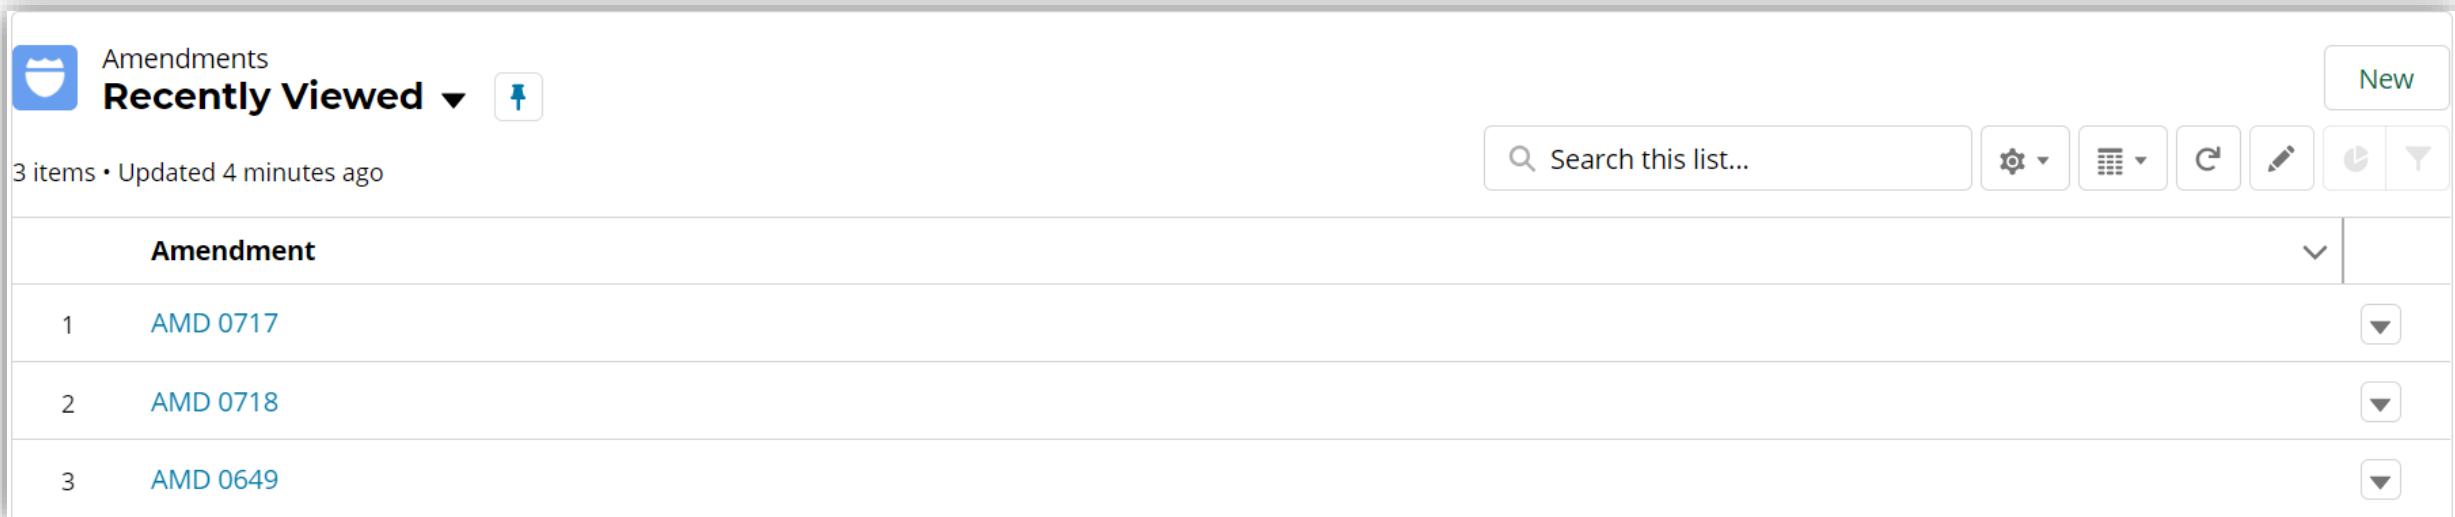 Amendments
Recently Viewed
New
3 items • Updated 4 minutes ago
Search this list...
Amendment
1 AMD 0717
2 AMD 0718
3 AMD 0649